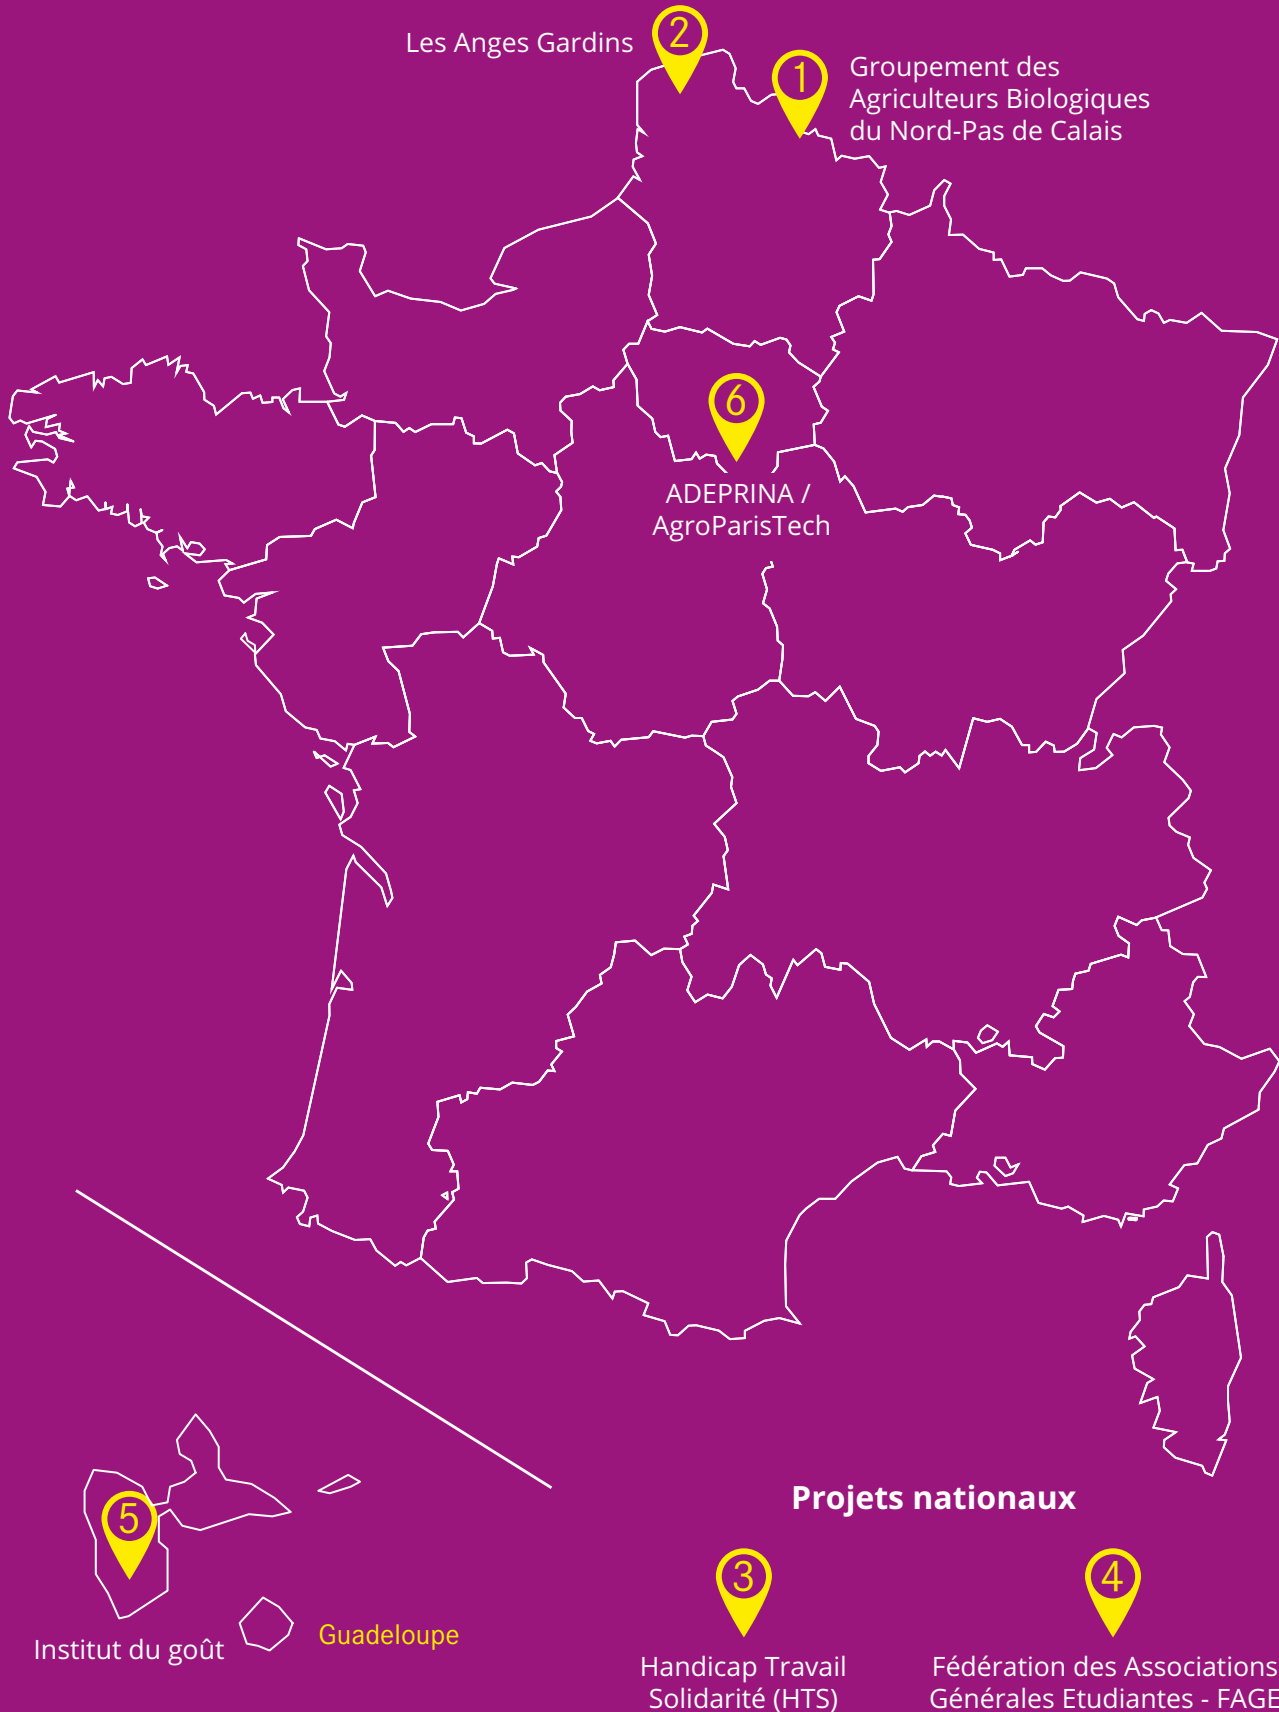 2
Les Anges Gardins
1
Groupement des
Agriculteurs Biologiques
du Nord-Pas de Calais
6
ADEPRINA /
AgroParisTech
5
Institut du goût
Guadeloupe
Projets nationaux
3
Handicap Travail
Solidarité (HTS)
4
Fédération des Associations
Générales Etudiantes - FAGE